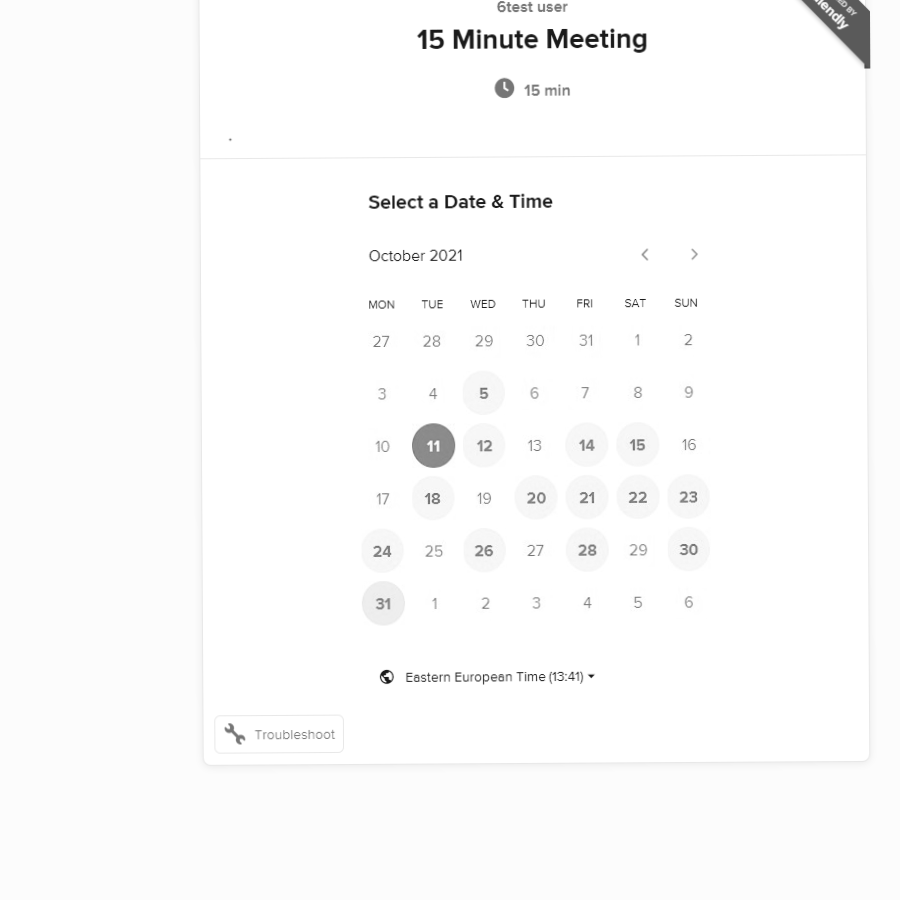 6test user
15 Minute Meeting
15 min
.
Select a Date & Time
October 2021
MON TUE WED THU FRI SAT SUN
27 28 29 30 31 1 2
3 4 5 6 7 8 9
10 11 12 13 14 15 16
17 18 19 20 21 22 23
24 25 26 27 28 29 30
31 1 2 3 4 5 6
Eastern European Time (13:41)
Troubleshoot